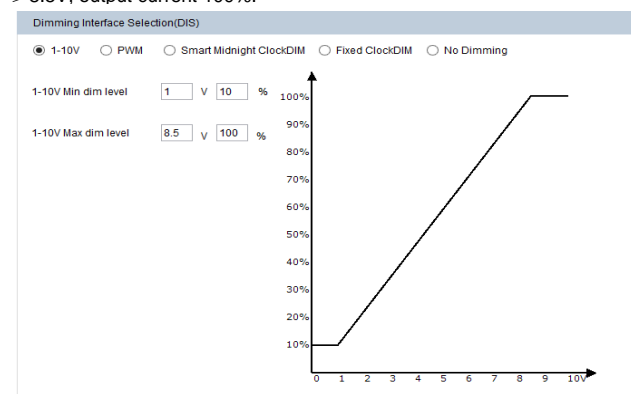 Dimming Interface Selection(DIS)
1-10V PWM Smart Midnight ClockDIM Fixed ClockDIM No Dimming
1-10V Min dim level 1 V 10 %
1-10V Max dim level 8.5 V 100 %
100%
90%
80%
70%
60%
50%
40%
30%
20%
10%
0 1 2 3 4 5 6 7 8 9 10V